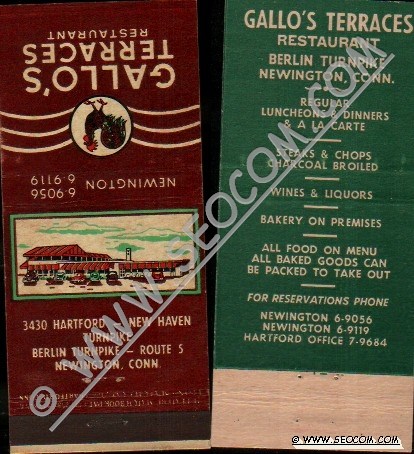 GALLO'S
TERRACES
RESTAURANT
NEWINGTON
6-9056
6-9119
3430 HARTFORD - NEW HAVEN
TURNPIKE
BERLIN TURNPIKE - ROUTE 5
NEWINGTON, CONN.
GALLO'S TERRACES
RESTAURANT
BERLIN TURNPIKE
NEWINGTON, CONN.
REGULAR
LUNCHEONS & DINNERS
& A LA CARTE
STEAKS & CHOPS
CHARCOAL BROILED
WINES & LIQUORS
BAKERY ON PREMISES
ALL FOOD ON MENU
ALL BAKED GOODS CAN
BE PACKED TO TAKE OUT
FOR RESERVATIONS PHONE
NEWINGTON 6-9056
NEWINGTON 6-9119
HARTFORD OFFICE 7-9684
© WWW.SEOCOM.COM
© WWW.SEOCOM.COM
© WWW.SEOCOM.COM